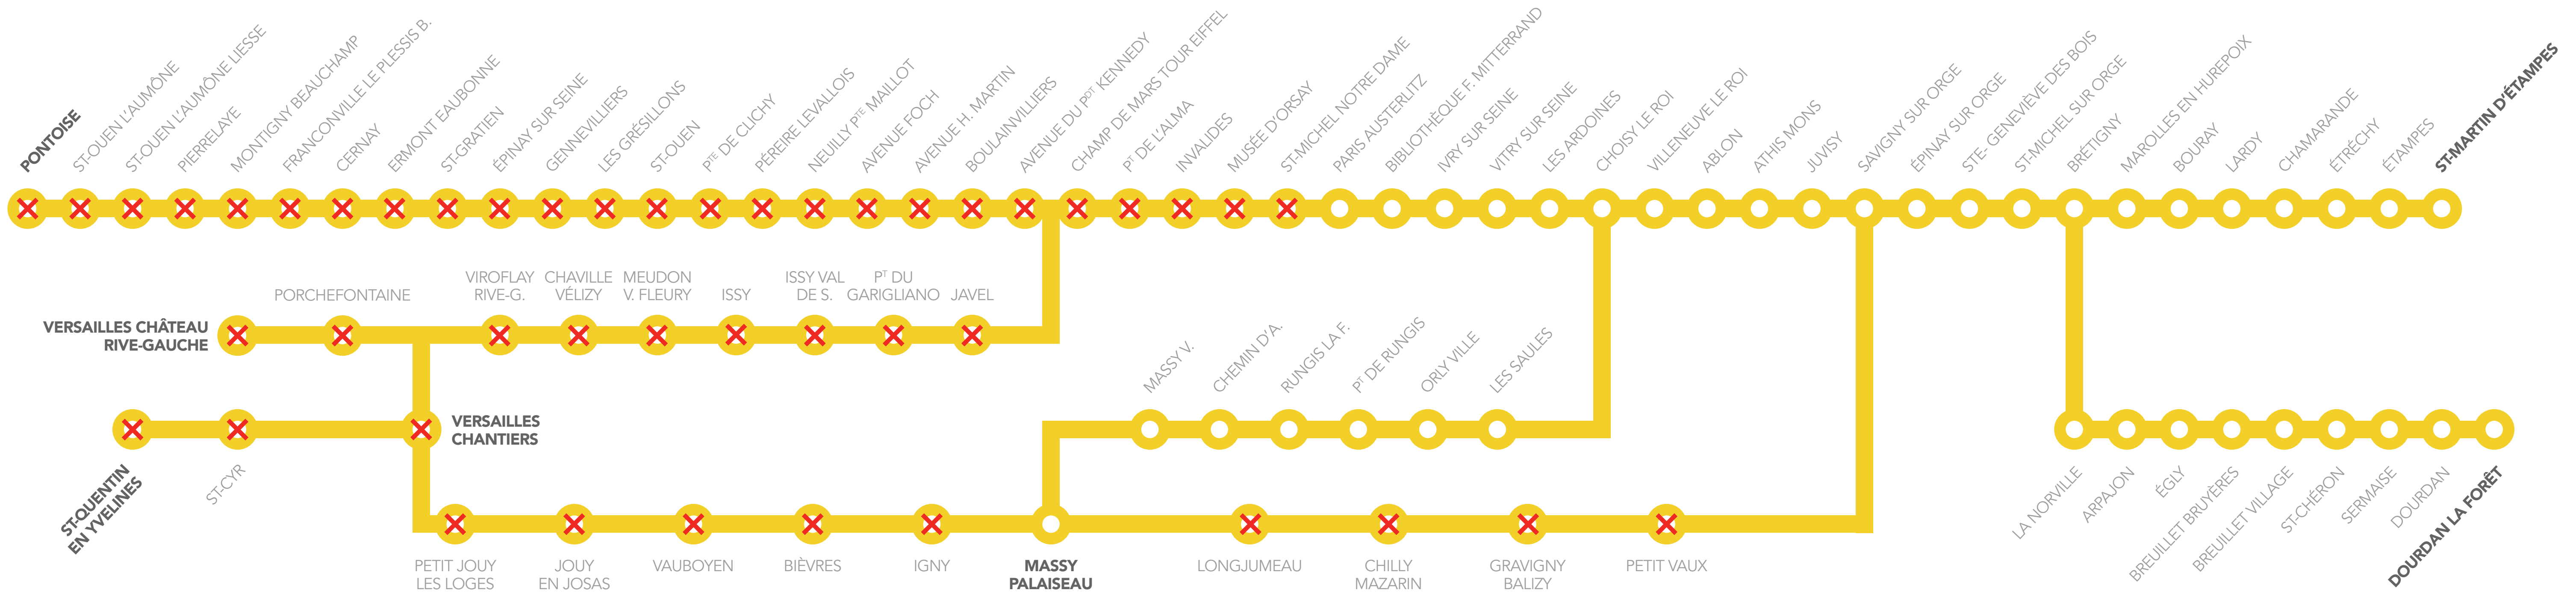 PONTOISE
ST-OUEN L'AUMÔNE
ST-OUEN L'AUMÔNE LIESSE
PIERRELAYE
MONTIGNY BEAUCHAMP
FRANCONVILLE LE PLESSIS B.
CERNAY
ERMONT EAUBONNE
ST-GRATIEN
ÉPINAY SUR SEINE
GENNEVILLIERS
LES GRÉSILLONS
ST-OUEN
PTE DE CLICHY
PÉREIRE LEVALLOIS
NEUILLY PTE MAILLOT
AVENUE FOCH
AVENUE H. MARTIN
BOULAINVILLIERS
AVENUE DU PDT KENNEDY
CHAMP DE MARS TOUR EIFFEL
PT DE L'ALMA
INVALIDES
MUSÉE D'ORSAY
ST-MICHEL NOTRE DAME
PARIS AUSTERLITZ
BIBLIOTHÈQUE F. MITTERRAND
IVRY SUR SEINE
VITRY SUR SEINE
LES ARDOINES
CHOISY LE ROI
VILLENEUVE LE ROI
ABLON
ATHIS MONS
JUVISY
SAVIGNY SUR ORGE
ÉPINAY SUR ORGE
STE- GENEVIÈVE DES BOIS
ST-MICHEL SUR ORGE
BRÉTIGNY
MAROLLES EN HUREPOIX
BOURAY
LARDY
CHAMARANDE
ÉTRÉCHY
ÉTAMPES
ST-MARTIN D'ÉTAMPES
VERSAILLES CHÂTEAU
RIVE-GAUCHE
PORCHEFONTAINE
VIROFLAY
RIVE-G.
CHAVILLE
VÉLIZY
MEUDON
V. FLEURY
ISSY
ISSY VAL
DE S.
PT DU
GARIGLIANO
JAVEL
MASSY V.
CHEMIN D'A.
RUNGIS LA F.
PT DE RUNGIS
ORLY VILLE
LES SAULES
ST-QUENTIN
EN YVELINES
ST-CYR
VERSAILLES
CHANTIERS
LA NORVILLE
ARPAJON
ÉGLY
BREUILLET BRUYÈRES
BREUILLET VILLAGE
ST-CHÉRON
SERMAISE
DOURDAN
DOURDAN LA FORÊT
PETIT JOUY
LES LOGES
JOUY
EN JOSAS
VAUBOYEN
BIÈVRES
IGNY
MASSY
PALAISEAU
LONGJUMEAU
CHILLY
MAZARIN
GRAVIGNY
BALIZY
PETIT VAUX